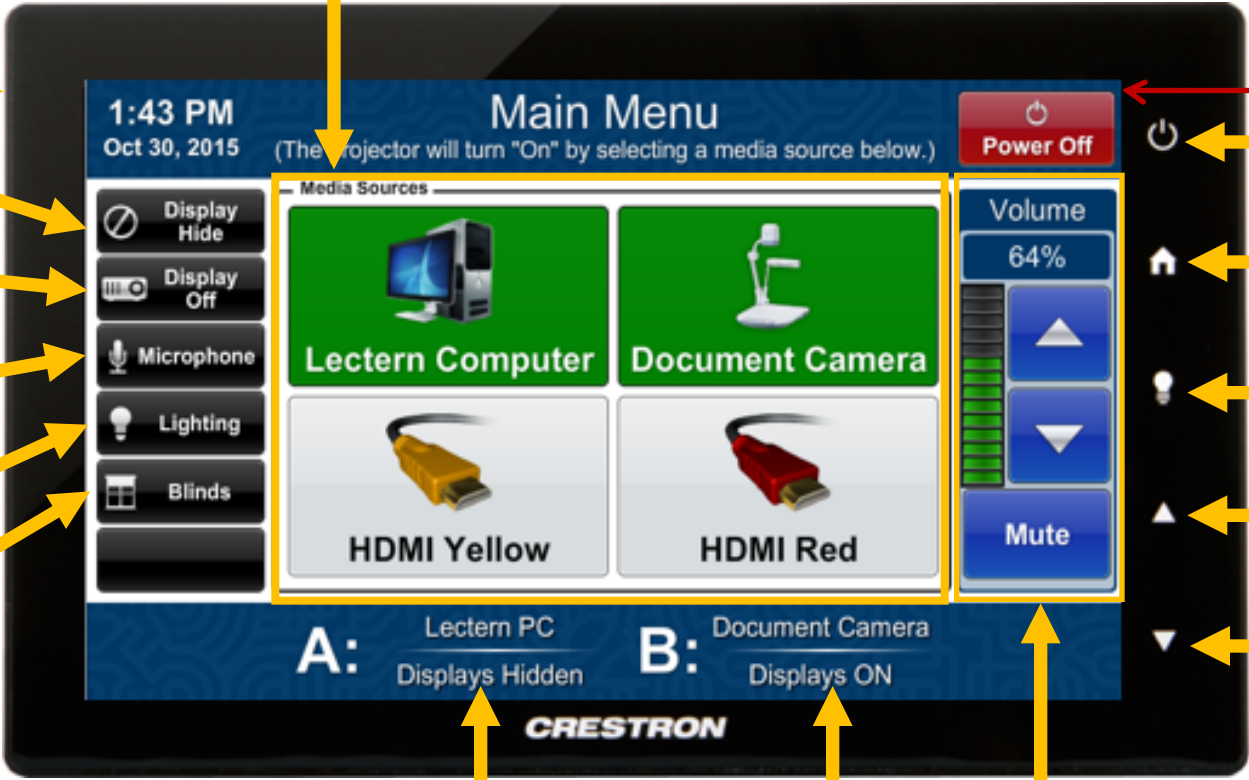 1:43 PM
Oct 30, 2015
Main Menu
(The Projector will turn "On" by selecting a media source below.)
Power Off
Display
Hide
Display
Off
Microphone
Lighting
Blinds
Media Sources
Lectern Computer
Document Camera
HDMI Yellow
HDMI Red
Volume
64%
Mute
A:
Lectern PC
Displays Hidden
B:
Document Camera
Displays ON
CRESTRON